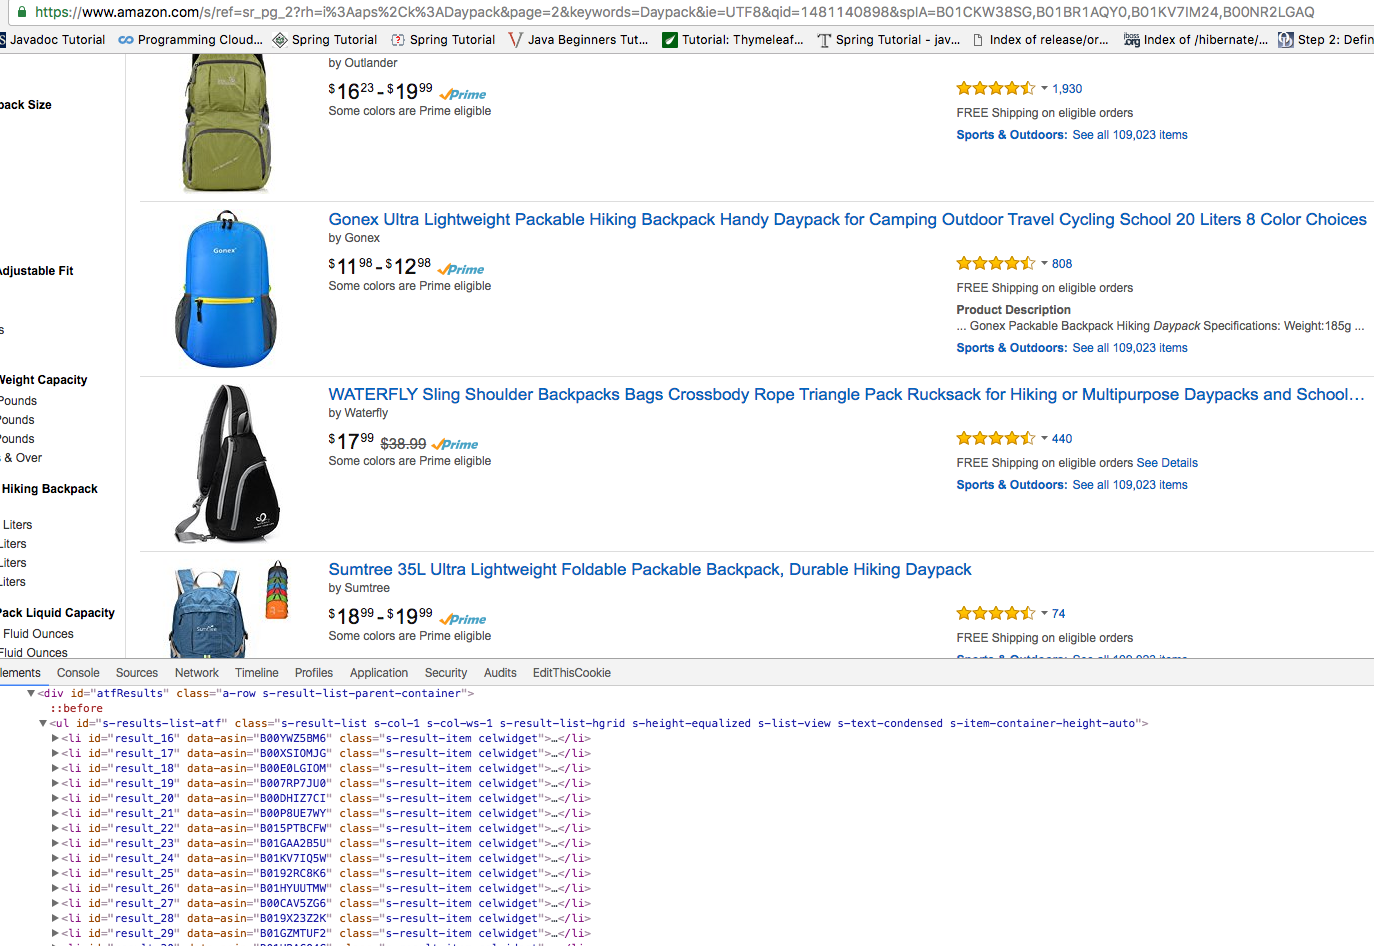 https://www.amazon.com/s/ref=sr_pg_2?rh=i%3Aaps%2Ck%3ADaypack&page=2&keywords=Daypack&ie=UTF8&qid=1481140898&spIA=B01CKW38SG,B01BR1AQY0,B01KV7IM24,B00NR2LGAQ
Javadoc Tutorial Programming Cloud... Spring Tutorial Spring Tutorial Java Beginners Tut... Tutorial: Thymeleaf... Spring Tutorial - jav... Index of release/or... Index of /hibernate/... Step 2: Defin
pack Size
Adjustable Fit
s
Weight Capacity
Pounds
Pounds
Pounds
& Over
Hiking Backpack
Liters
Liters
Liters
Liters
Pack Liquid Capacity
Fluid Ounces
Fluid Ounces
by Outlander
$16 23 - $19 99 Prime
Some colors are Prime eligible
1,930
FREE Shipping on eligible orders
Sports & Outdoors: See all 109,023 items
Gonex
Gonex Ultra Lightweight Packable Hiking Backpack Handy Daypack for Camping Outdoor Travel Cycling School 20 Liters 8 Color Choices
by Gonex
$11 98 - $12 98 Prime
Some colors are Prime eligible
808
FREE Shipping on eligible orders
Product Description
... Gonex Packable Backpack Hiking Daypack Specifications: Weight:185g ...
Sports & Outdoors: See all 109,023 items
WATERFLY Sling Shoulder Backpacks Bags Crossbody Rope Triangle Pack Rucksack for Hiking or Multipurpose Daypacks and School...
by Waterfly
$17 99 $38.99 Prime
Some colors are Prime eligible
440
FREE Shipping on eligible orders See Details
Sports & Outdoors: See all 109,023 items
Sumtree
Sumtree 35L Ultra Lightweight Foldable Packable Backpack, Durable Hiking Daypack
by Sumtree
$18 99 - $19 99 Prime
Some colors are Prime eligible
74
FREE Shipping on eligible orders
Sports & Outdoors: See all 109,023 items
lements Console Sources Network Timeline Profiles Application Security Audits EditThisCookie
▼<div id="atfResults" class="a-row s-result-list-parent-container">
::before
▼<ul id="s-results-list-atf" class="s-result-list s-col-1 s-col-ws-1 s-result-list-hgrid s-height-equalized s-list-view s-text-condensed s-item-container-height-auto">
▶<li id="result_16" data-asin="B00YWZ5BM6" class="s-result-item celwidget">…</li>
▶<li id="result_17" data-asin="B00XSIOMJG" class="s-result-item celwidget">…</li>
▶<li id="result_18" data-asin="B00E0LGIOM" class="s-result-item celwidget">…</li>
▶<li id="result_19" data-asin="B007RP7JU0" class="s-result-item celwidget">…</li>
▶<li id="result_20" data-asin="B00DHIZ7CI" class="s-result-item celwidget">…</li>
▶<li id="result_21" data-asin="B00P8UE7WY" class="s-result-item celwidget">…</li>
▶<li id="result_22" data-asin="B015PTBCFW" class="s-result-item celwidget">…</li>
▶<li id="result_23" data-asin="B01GAA2B5U" class="s-result-item celwidget">…</li>
▶<li id="result_24" data-asin="B01KV7IQ5W" class="s-result-item celwidget">…</li>
▶<li id="result_25" data-asin="B0192RC8K6" class="s-result-item celwidget">…</li>
▶<li id="result_26" data-asin="B01HYUUTMW" class="s-result-item celwidget">…</li>
▶<li id="result_27" data-asin="B00CAV5ZG6" class="s-result-item celwidget">…</li>
▶<li id="result_28" data-asin="B019X23Z2K" class="s-result-item celwidget">…</li>
▶<li id="result_29" data-asin="B01GZMTUF2" class="s-result-item celwidget">…</li>